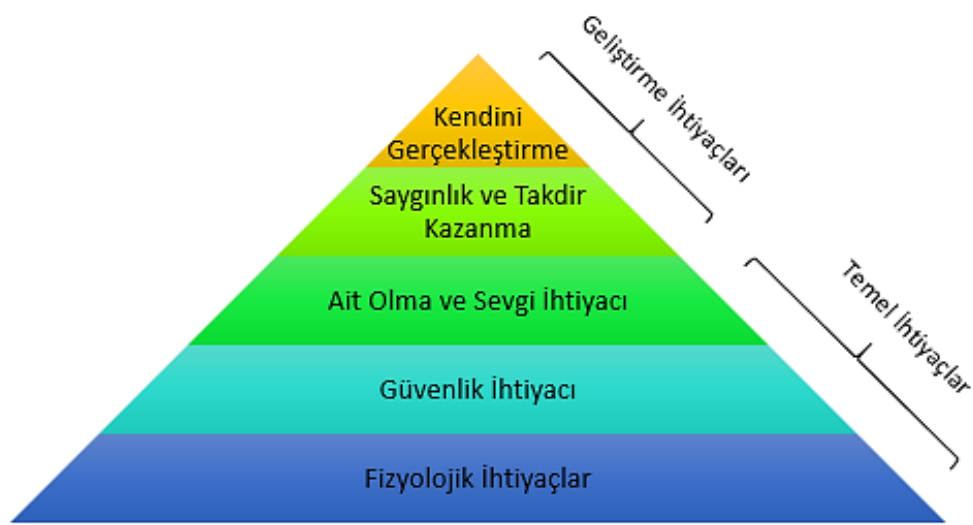 Kendini
Gerçekleştirme
Saygınlık ve Takdir
Kazanma
Ait Olma ve Sevgi İhtiyacı
Güvenlik İhtiyacı
Fizyolojik İhtiyaçlar
Geliştirme İhtiyaçları
Temel İhtiyaçlar